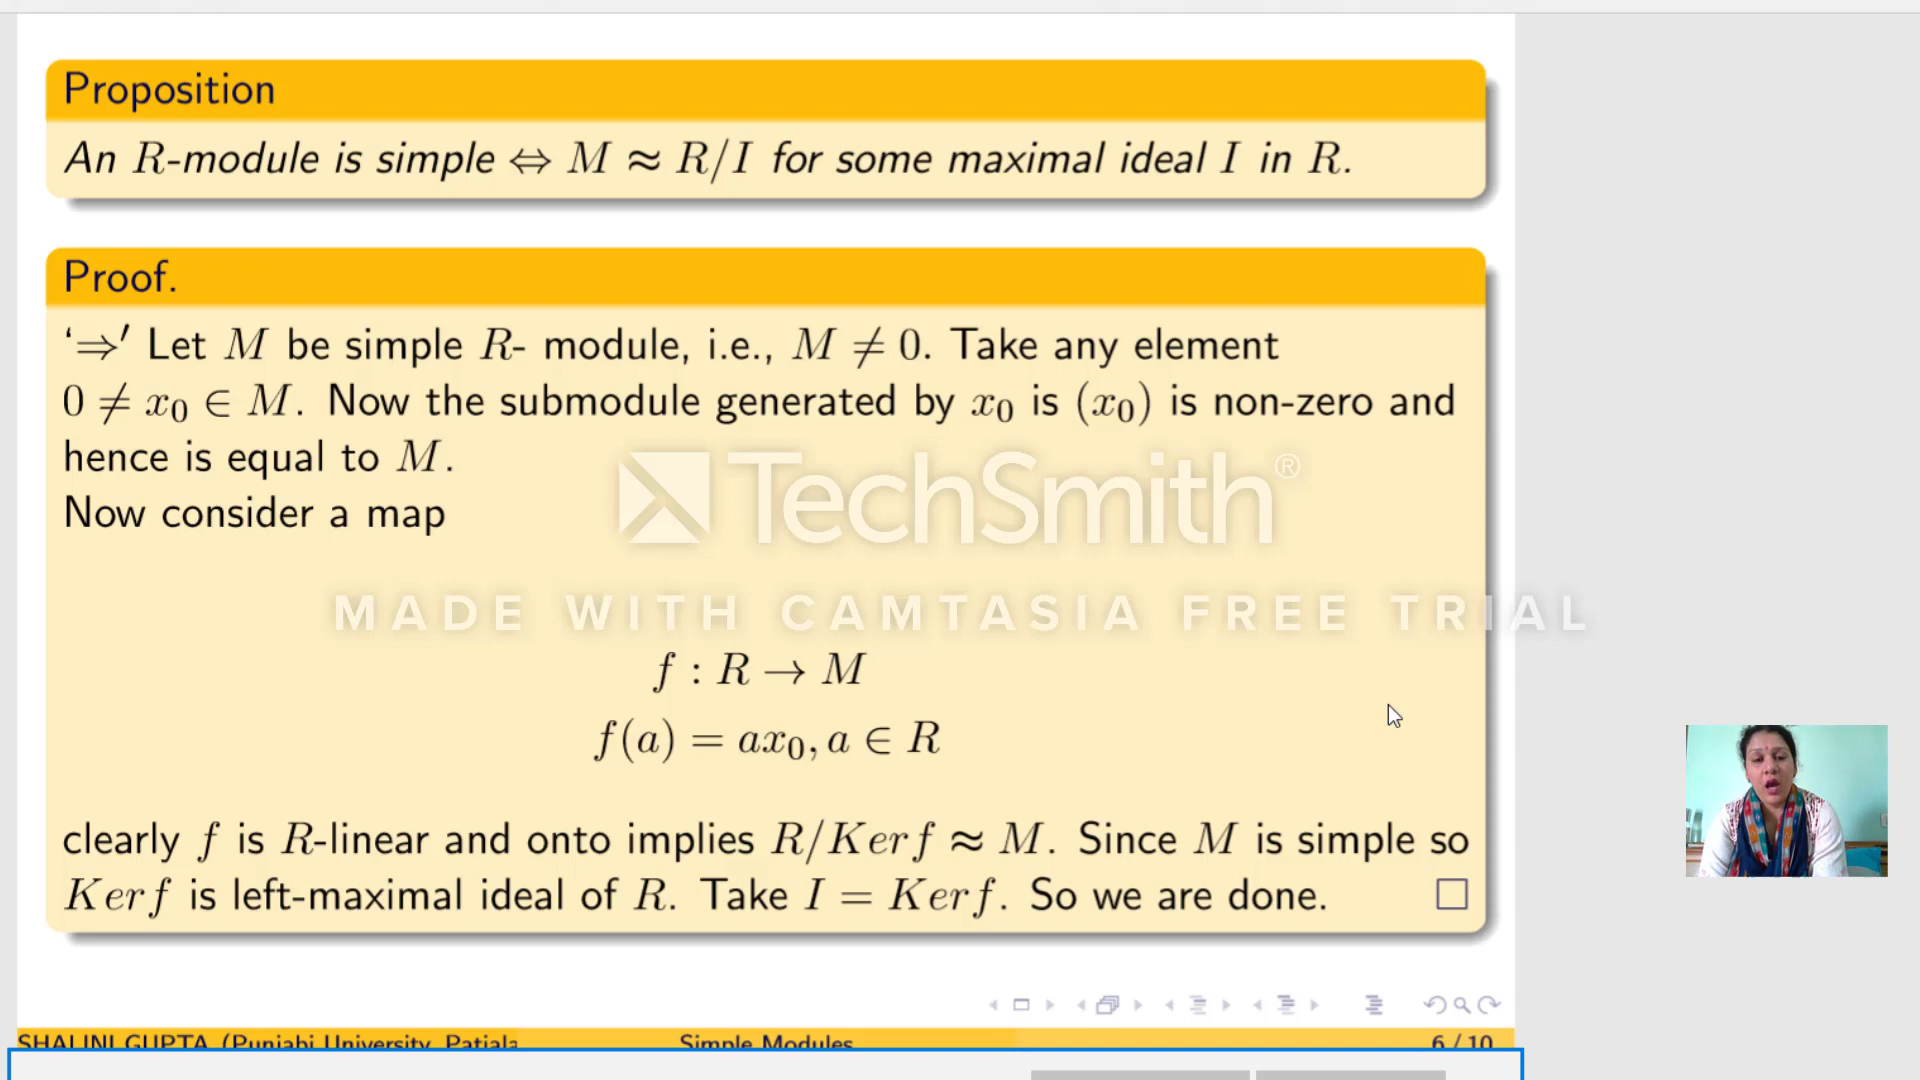 Proposition
An R-module is simple ⇔ M ≈ R/I for some maximal ideal I in R.
Proof.
‘⇒′ Let M be simple R- module, i.e., M ≠ 0. Take any element
0 ≠ x₀ ∈ M. Now the submodule generated by x₀ is (x₀) is non-zero and
hence is equal to M.
Now consider a map
TechSmith®
MADE WITH CAMTASIA FREE TRIAL
f : R → M
f(a) = ax₀, a ∈ R
clearly f is R-linear and onto implies R/Kerf ≈ M. Since M is simple so
Kerf is left-maximal ideal of R. Take I = Kerf. So we are done. □
SHALINI GUPTA (Punjabi University, Patiala
Simple Modules
6 / 10